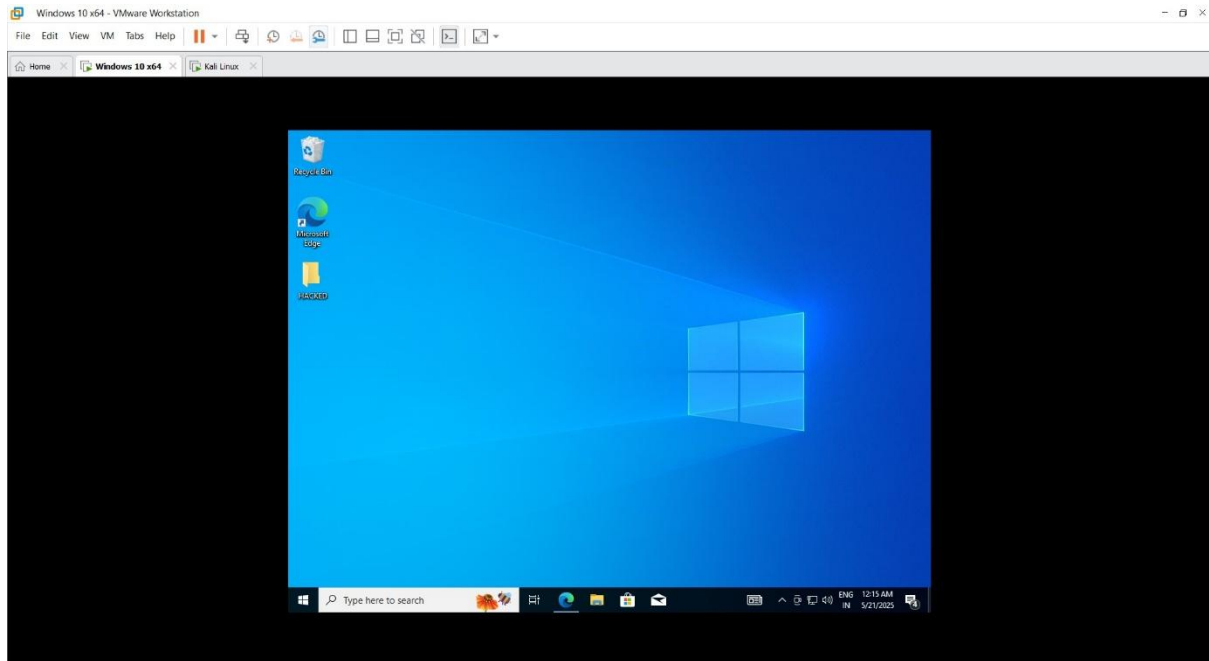 Windows 10 x64 - VMware Workstation
File Edit View VM Tabs Help
Home Windows 10 x64 Kali Linux
Recycle Bin
Microsoft
Edge
HACKED
Type here to search
ENG 12:15 AM
IN 5/21/2025
4